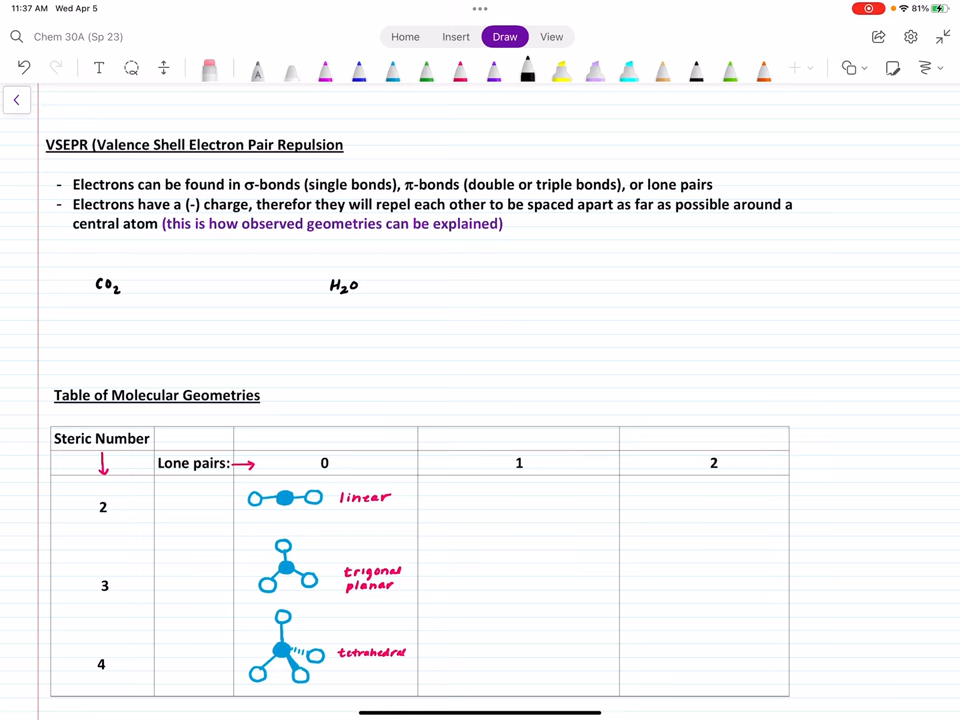 11:37 AM Wed Apr 5
81%
Chem 30A (Sp 23)
Home Insert Draw View
T
A
VSEPR (Valence Shell Electron Pair Repulsion
- Electrons can be found in σ-bonds (single bonds), π-bonds (double or triple bonds), or lone pairs
- Electrons have a (-) charge, therefor they will repel each other to be spaced apart as far as possible around a
central atom (this is how observed geometries can be explained)
CO₂ H₂O
Table of Molecular Geometries
Steric Number
Lone pairs: → 0 1 2
2 linear
3 trigonal
planar
4 tetrahedral